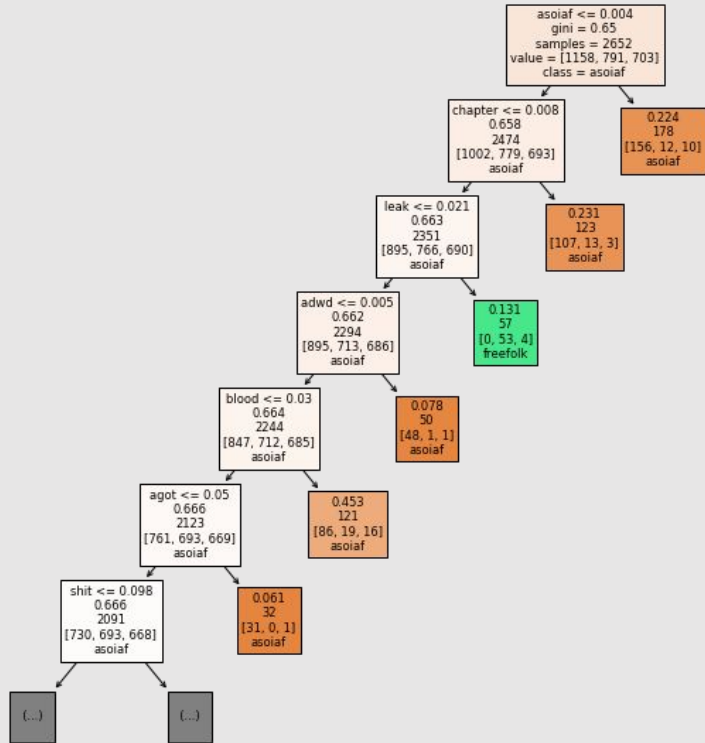 asoiaf <= 0.004
gini = 0.65
samples = 2652
value = [1158, 791, 703]
class = asoiaf
chapter <= 0.008
0.658
2474
[1002, 779, 693]
asoiaf
0.224
178
[156, 12, 10]
asoiaf
leak <= 0.021
0.663
2351
[895, 766, 690]
asoiaf
0.231
123
[107, 13, 3]
asoiaf
adwd <= 0.005
0.662
2294
[895, 713, 686]
asoiaf
0.131
57
[0, 53, 4]
freefolk
blood <= 0.03
0.664
2244
[847, 712, 685]
asoiaf
0.078
50
[48, 1, 1]
asoiaf
agot <= 0.05
0.666
2123
[761, 693, 669]
asoiaf
0.453
121
[86, 19, 16]
asoiaf
shit <= 0.098
0.666
2091
[730, 693, 668]
asoiaf
0.061
32
[31, 0, 1]
asoiaf
(...)
(...)